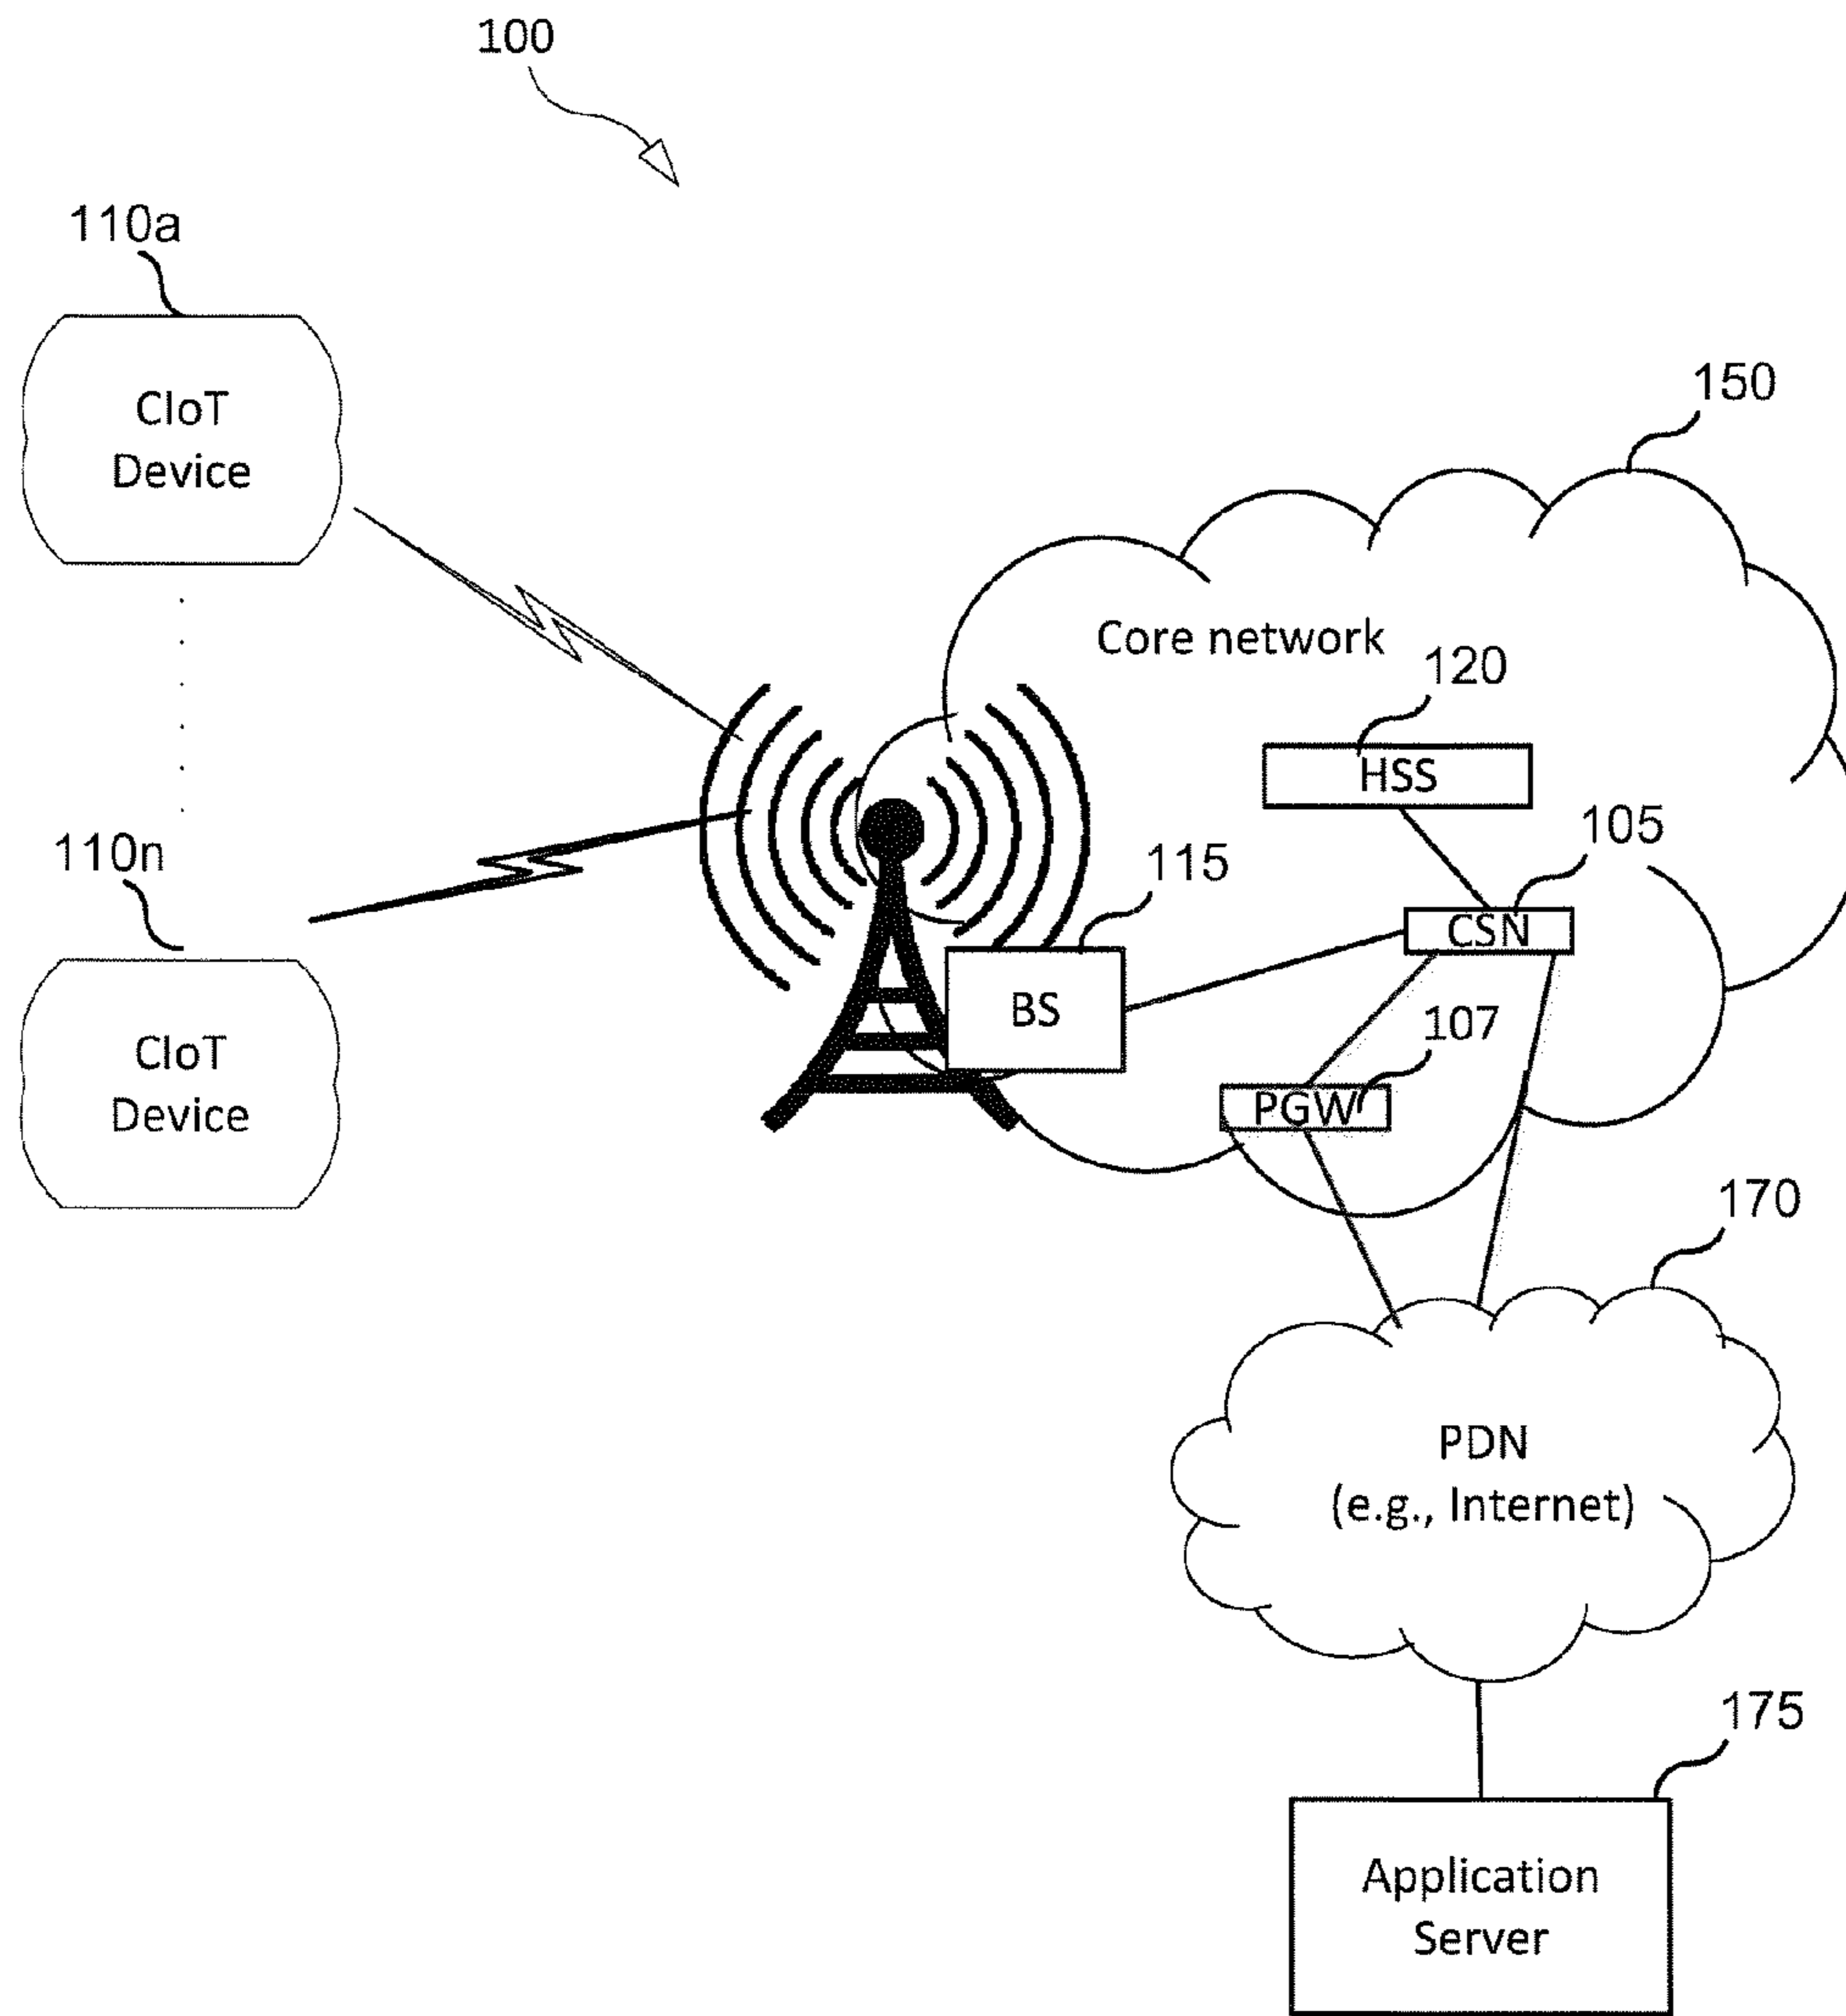 100
110a
CIoT
Device
150
Core network
120
HSS
105
CSN
110n
115
BS
107
PGW
CIoT
Device
170
PDN
(e.g., Internet)
175
Application
Server